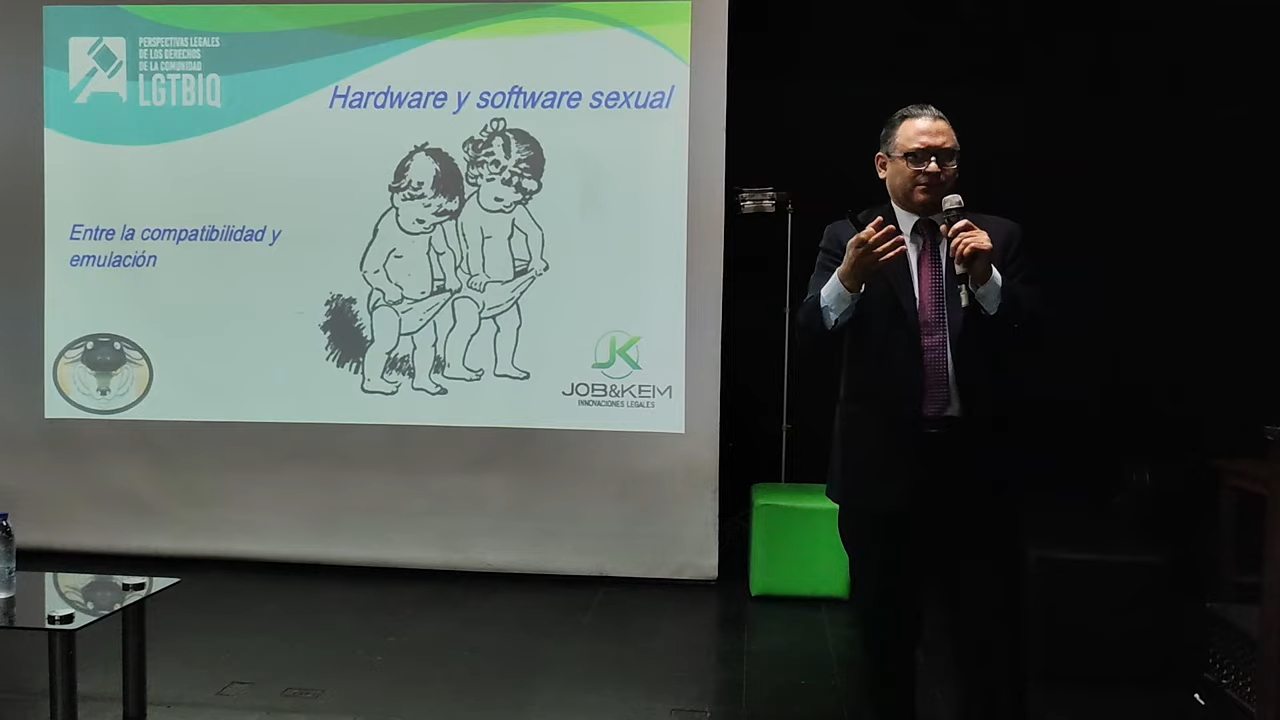 PERSPECTIVAS LEGALES
DE LOS DERECHOS
DE LA COMUNIDAD
LGTBIQ
Hardware y software sexual
Entre la compatibilidad y
emulación
JK
JOB&KEM
INNOVACIONES LEGALES